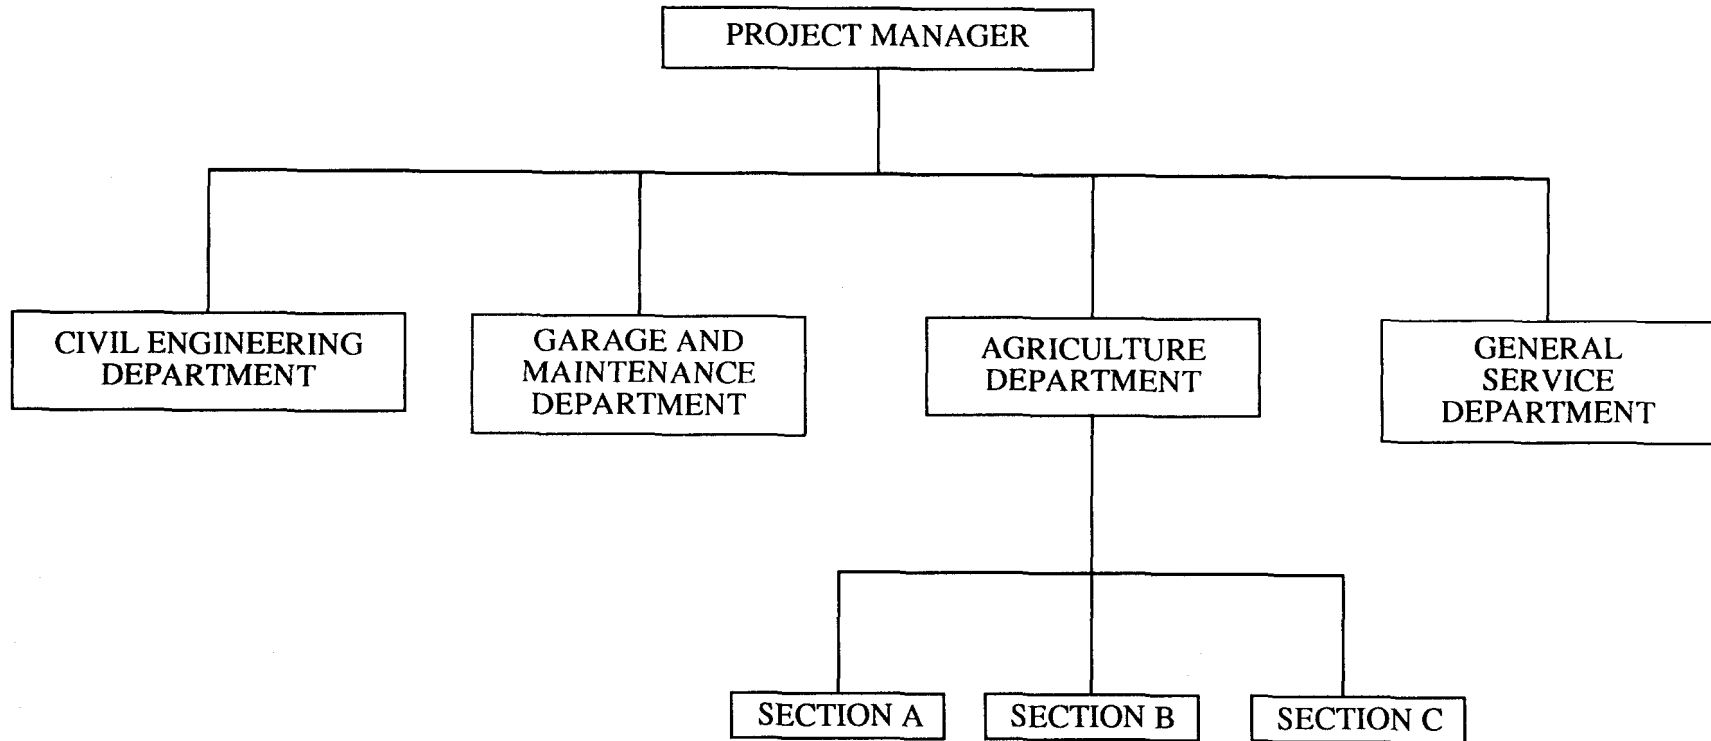 PROJECT MANAGER
CIVIL ENGINEERING
DEPARTMENT
GARAGE AND
MAINTENANCE
DEPARTMENT
AGRICULTURE
DEPARTMENT
GENERAL
SERVICE
DEPARTMENT
SECTION A
SECTION B
SECTION C